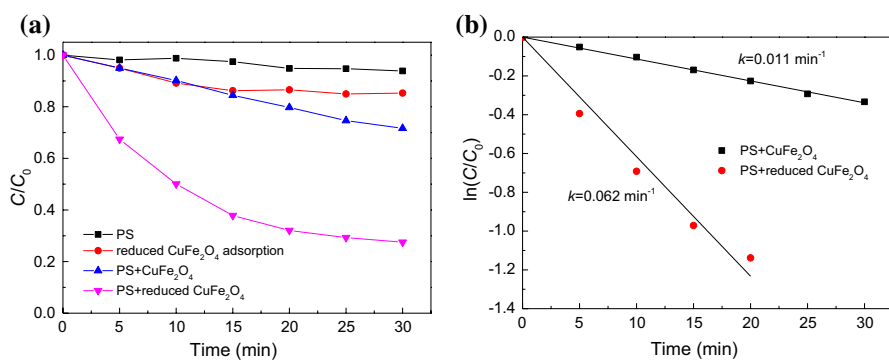 (a)
1.0
0.8
0.6
0.4
0.2
0.0
C/C₀
0
5
10
15
20
25
30
Time (min)
PS
reduced CuFe₂O₄ adsorption
PS+CuFe₂O₄
PS+reduced CuFe₂O₄
(b)
0.0
-0.2
-0.4
-0.6
-0.8
-1.0
-1.2
-1.4
ln(C/C₀)
0
5
10
15
20
25
30
Time (min)
k=0.011 min⁻¹
PS+CuFe₂O₄
PS+reduced CuFe₂O₄
k=0.062 min⁻¹